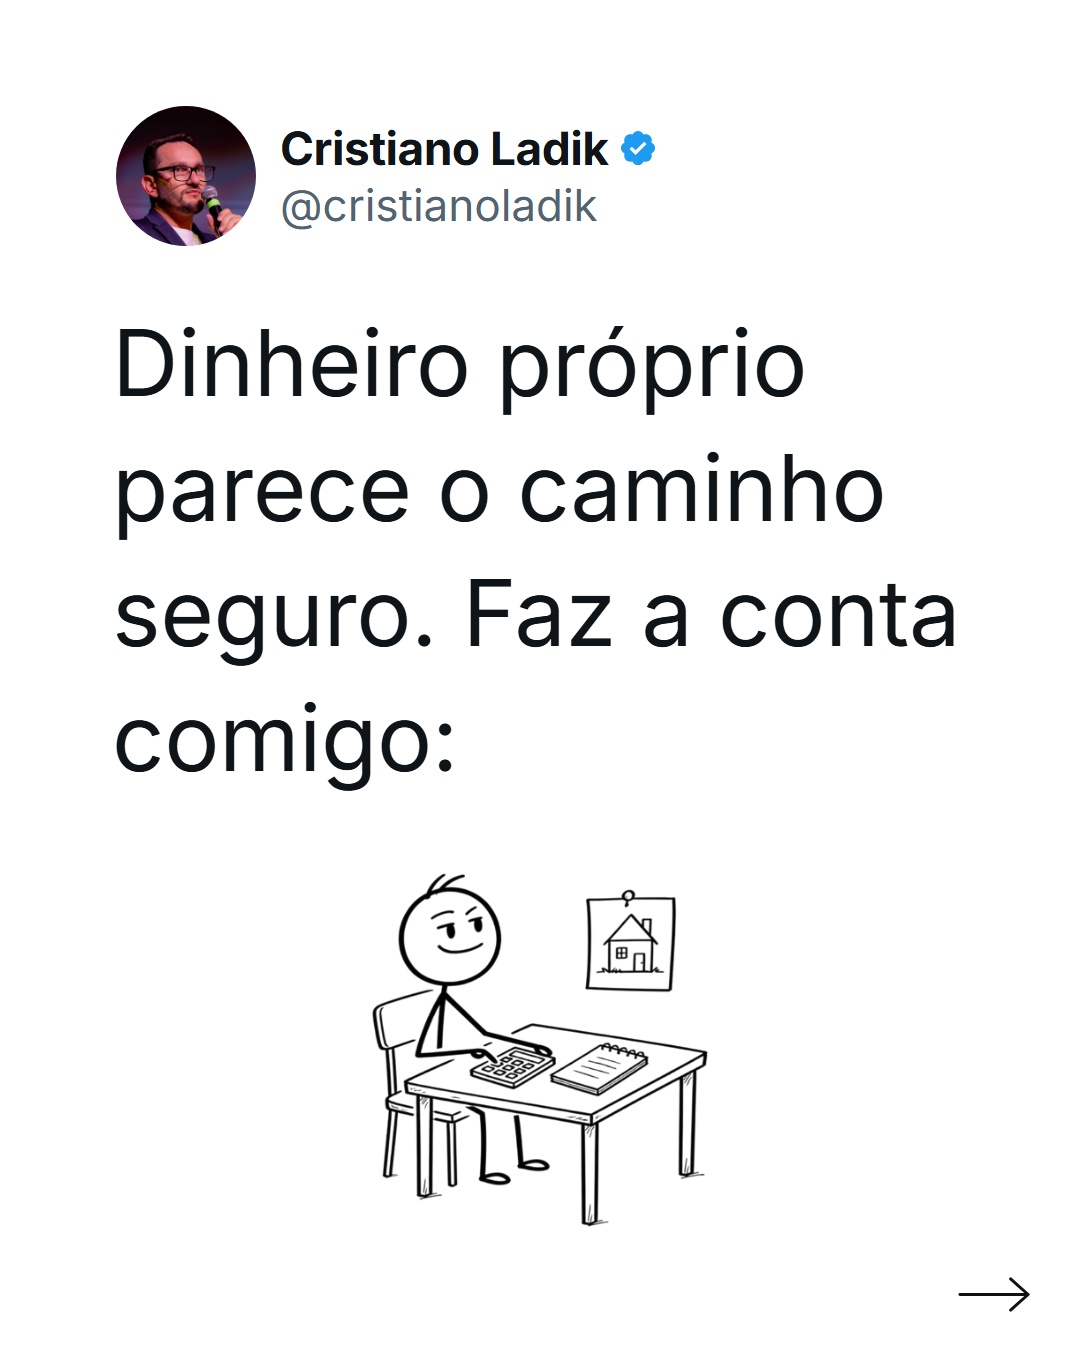 Cristiano Ladik
@cristianoladik
Dinheiro próprio
parece o caminho
seguro. Faz a conta
comigo: